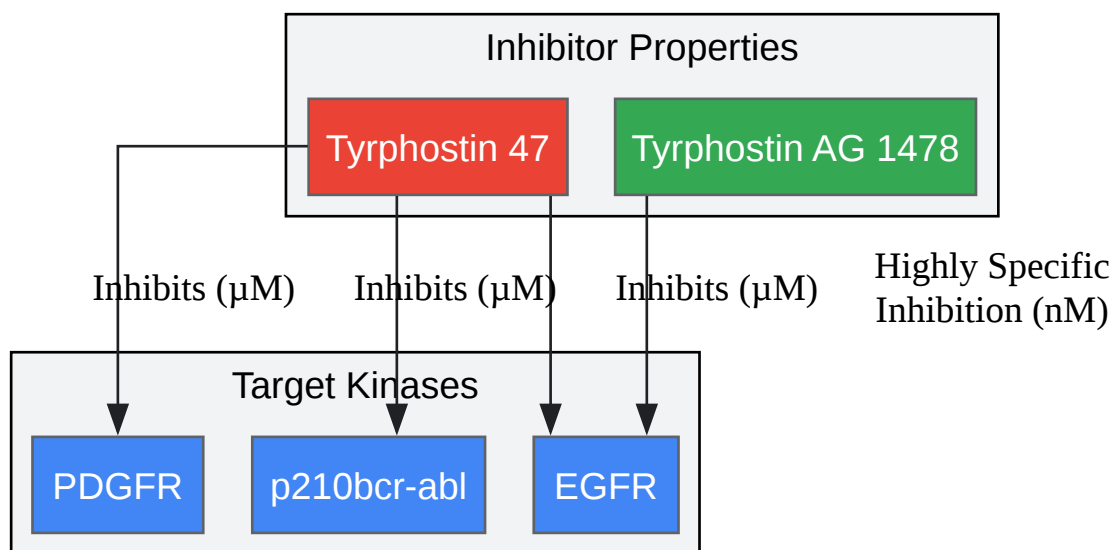 Inhibitor Properties
Tyrphostin 47
Tyrphostin AG 1478
Inhibits (µM)
Inhibits (µM)
Inhibits (µM)
Highly Specific
Inhibition (nM)
Target Kinases
PDGFR
p210bcr-abl
EGFR